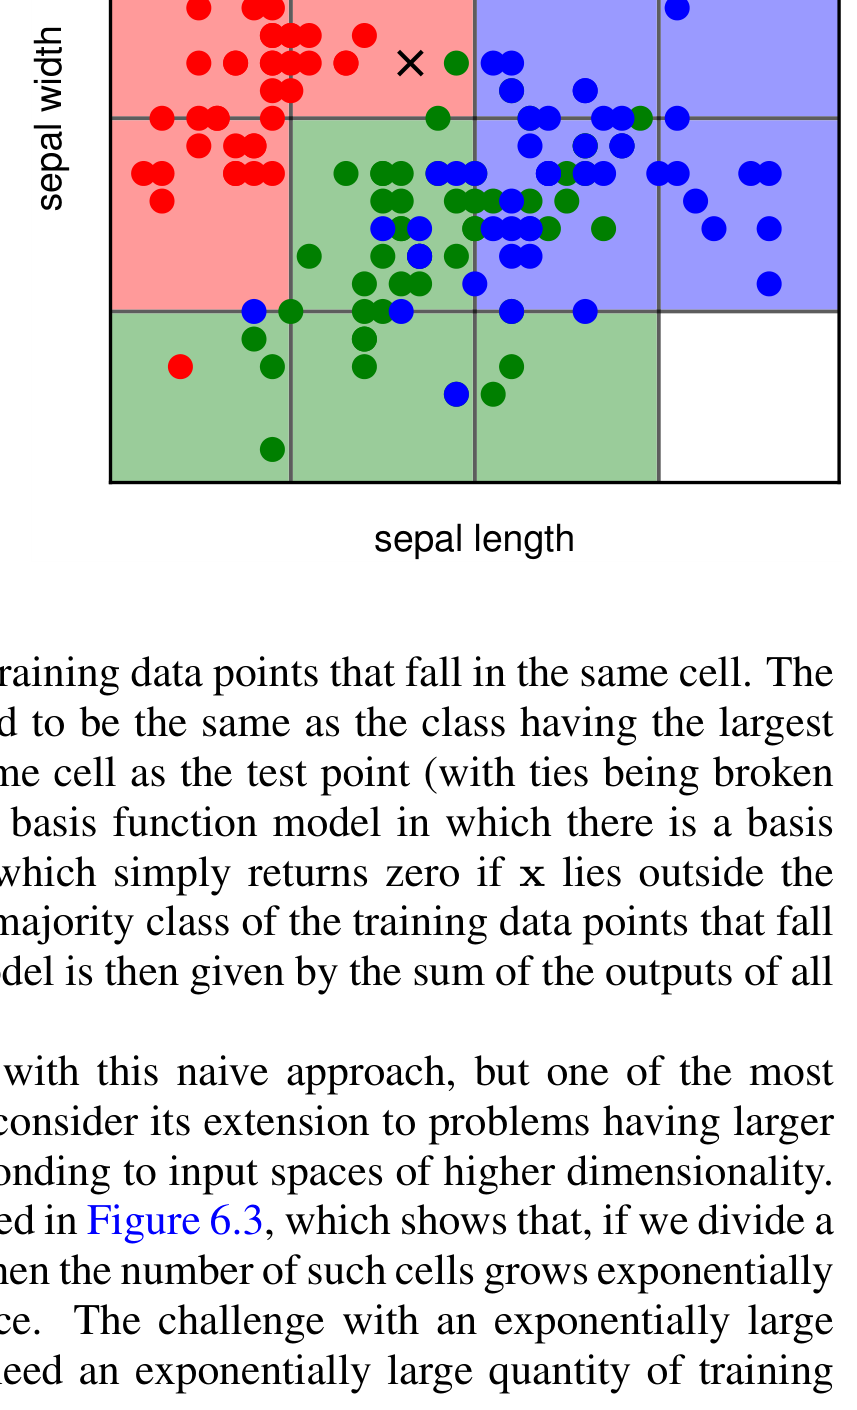 sepal width
sepal length
raining data points that fall in the same cell. The
d to be the same as the class having the largest
me cell as the test point (with ties being broken
basis function model in which there is a basis
which simply returns zero if x lies outside the
majority class of the training data points that fall
odel is then given by the sum of the outputs of all
with this naive approach, but one of the most
consider its extension to problems having larger
onding to input spaces of higher dimensionality.
ed in Figure 6.3, which shows that, if we divide a
hen the number of such cells grows exponentially
ce. The challenge with an exponentially large
need an exponentially large quantity of training